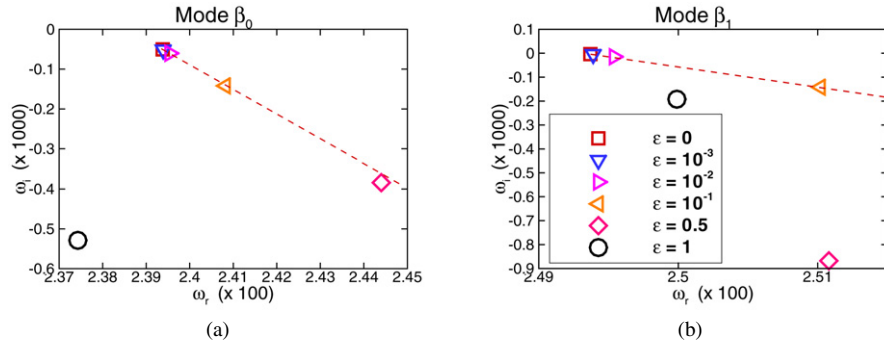 Mode β0
0
-0.1
-0.2
-0.3
-0.4
-0.5
-0.6
ωi (x 1000)
2.37 2.38 2.39 2.4 2.41 2.42 2.43 2.44 2.45
ωr (x 100)
(a)
Mode β1
0.1
0
-0.1
-0.2
-0.3
-0.4
-0.5
-0.6
-0.7
-0.8
-0.9
ωi (x 1000)
ε = 0
ε = 10-3
ε = 10-2
ε = 10-1
ε = 0.5
ε = 1
2.49 2.5 2.51
ωr (x 100)
(b)